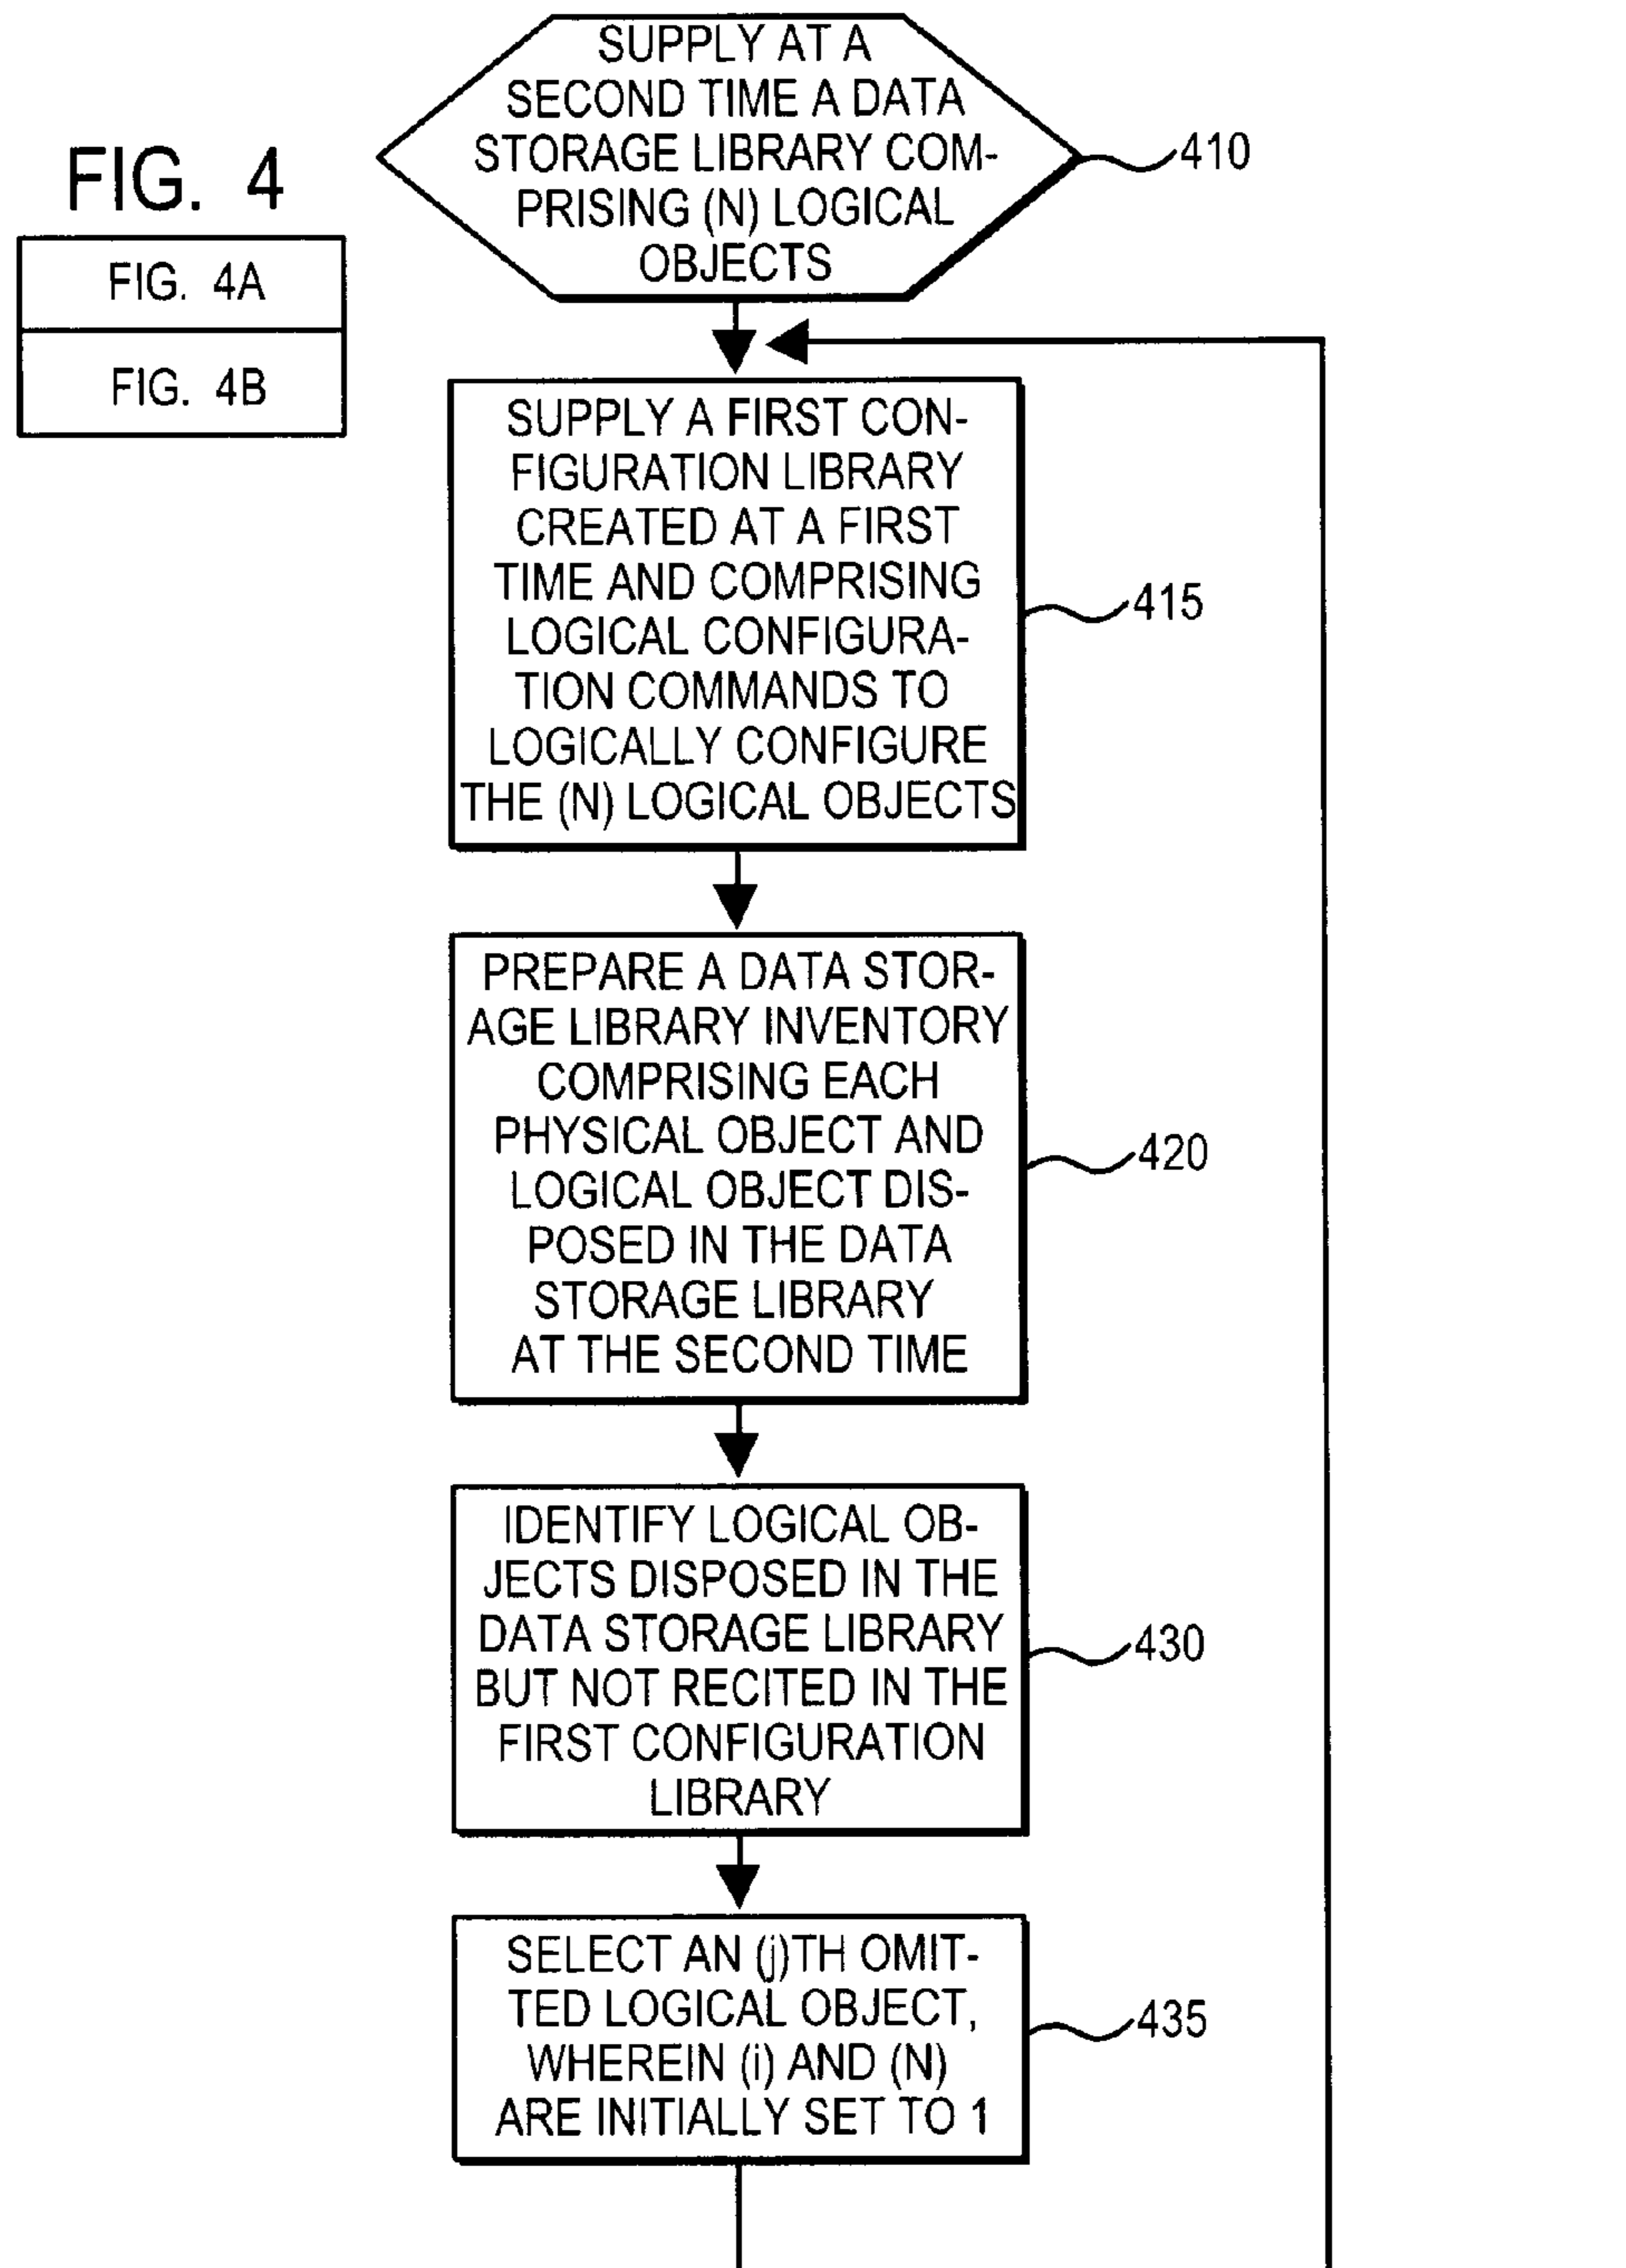 FIG. 4
FIG. 4A
FIG. 4B
SUPPLY AT A
SECOND TIME A DATA
STORAGE LIBRARY COM-
PRISING (N) LOGICAL
OBJECTS
410
SUPPLY A FIRST CON-
FIGURATION LIBRARY
CREATED AT A FIRST
TIME AND COMPRISING
LOGICAL CONFIGURA-
TION COMMANDS TO
LOGICALLY CONFIGURE
THE (N) LOGICAL OBJECTS
415
PREPARE A DATA STOR-
AGE LIBRARY INVENTORY
COMPRISING EACH
PHYSICAL OBJECT AND
LOGICAL OBJECT DIS-
POSED IN THE DATA
STORAGE LIBRARY
AT THE SECOND TIME
420
IDENTIFY LOGICAL OB-
JECTS DISPOSED IN THE
DATA STORAGE LIBRARY
BUT NOT RECITED IN THE
FIRST CONFIGURATION
LIBRARY
430
SELECT AN (j)TH OMIT-
TED LOGICAL OBJECT,
WHEREIN (i) AND (N)
ARE INITIALLY SET TO 1
435